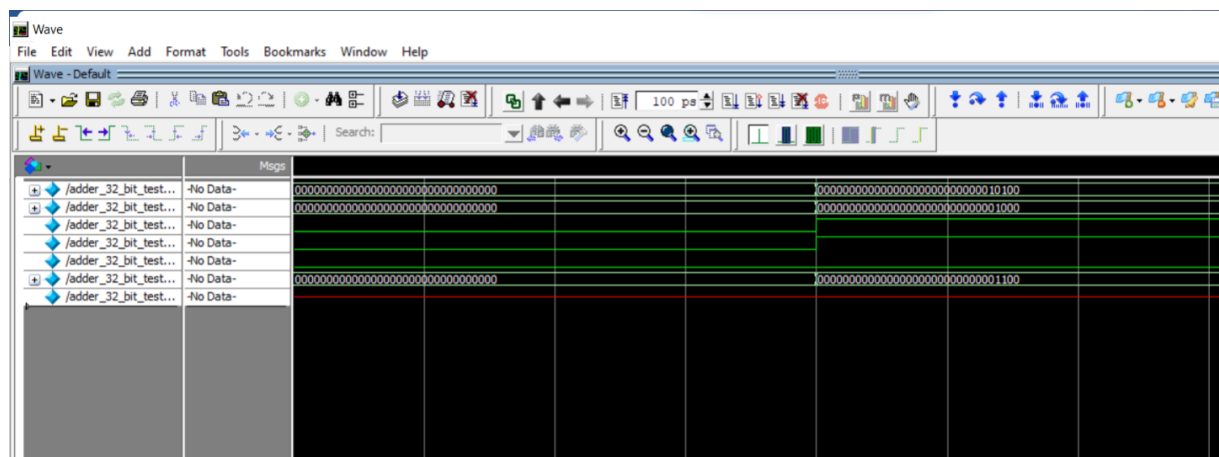 Wave
File Edit View Add Format Tools Bookmarks Window Help
Wave - Default
100 ps
Search:
Msgs
/adder_32_bit_test... -No Data- 00000000000000000000000000000000 00000000000000000000000000010100
/adder_32_bit_test... -No Data- 00000000000000000000000000000000 00000000000000000000000000001000
/adder_32_bit_test... -No Data-
/adder_32_bit_test... -No Data-
/adder_32_bit_test... -No Data-
/adder_32_bit_test... -No Data- 00000000000000000000000000000000 00000000000000000000000000001100
/adder_32_bit_test... -No Data-